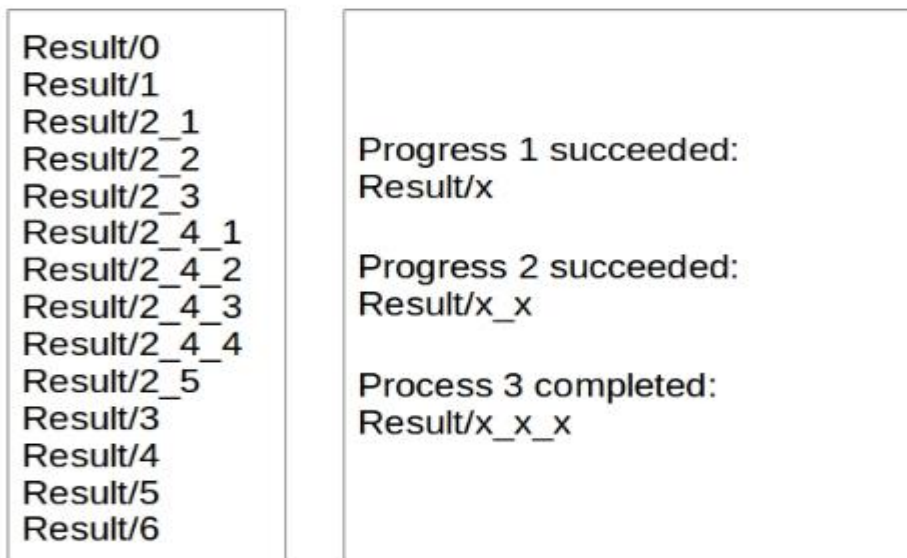 Result/0
Result/1
Result/2_1
Result/2_2
Result/2_3
Result/2_4_1
Result/2_4_2
Result/2_4_3
Result/2_4_4
Result/2_5
Result/3
Result/4
Result/5
Result/6
Progress 1 succeeded:
Result/x
Progress 2 succeeded:
Result/x_x
Process 3 completed:
Result/x_x_x